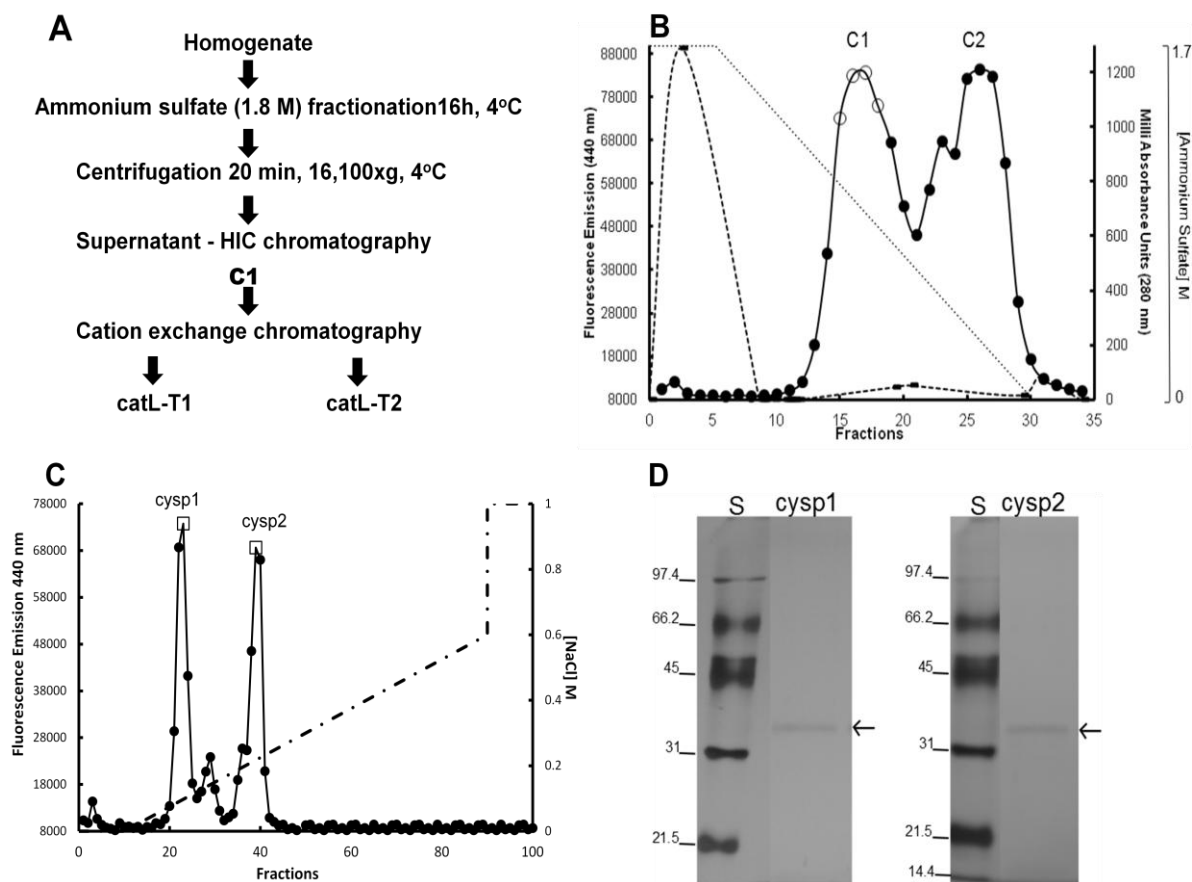 A
Homogenate
Ammonium sulfate (1.8 M) fractionation16h, 4°C
Centrifugation 20 min, 16,100xg, 4°C
Supernatant - HIC chromatography
C1
Cation exchange chromatography
catL-T1 catL-T2
B
C1 C2
Fluorescence Emission (440 nm)
88000
78000
68000
58000
48000
38000
28000
18000
8000
0 5 10 15 20 25 30 35
Fractions
1200
1000
800
600
400
200
0
Milli Absorbance Units (280 nm)
1.7
[Ammonium Sulfate] M
0
C
cysp1
cysp2
Fluorescence Emission 440 nm
78000
68000
58000
48000
38000
28000
18000
8000
0 20 40 60 80 100
Fractions
1
0.8
0.6
0.4
0.2
0
[NaCl] M
D
S cysp1
97.4
66.2
45
31
21.5
S cysp2
97.4
66.2
45
31
21.5
14.4